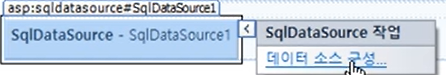 asp:sqldatasource#SqlDataSource1
SqlDataSource - SqlDataSource1
SqlDataSource 작업
데이터 소스 구성...